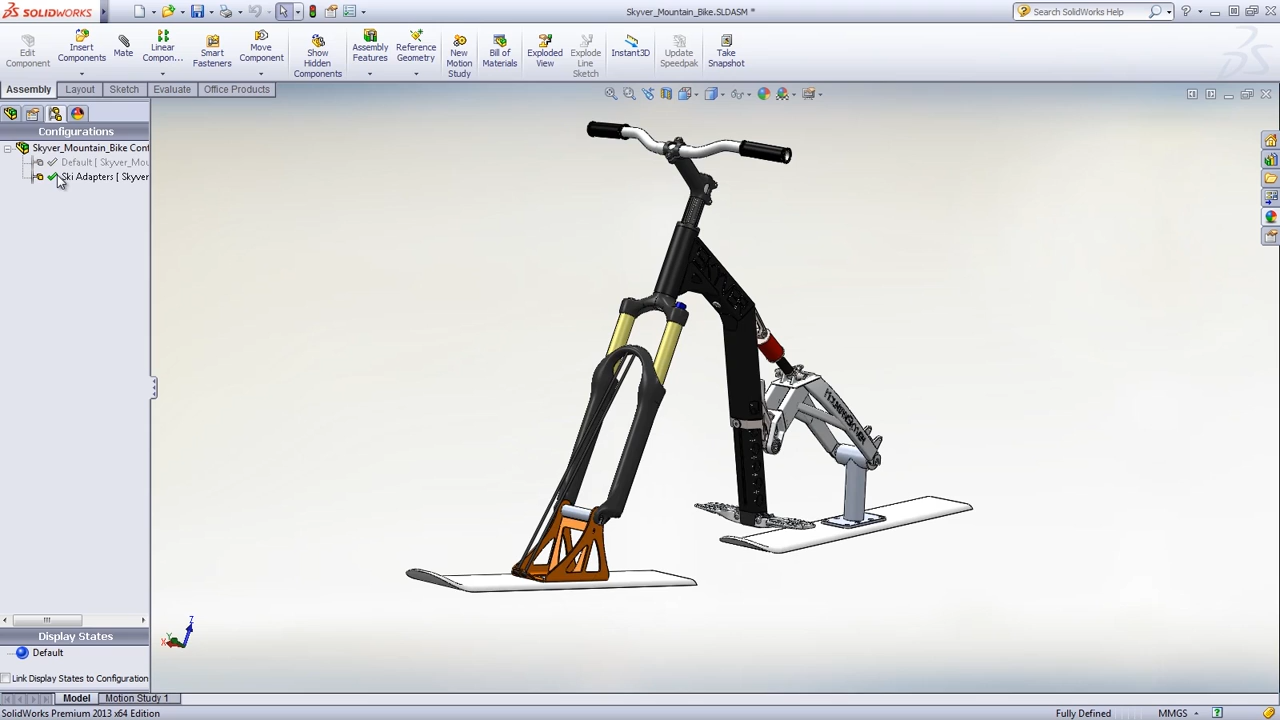 SOLIDWORKS
Skyver_Mountain_Bike.SLDASM *
Search SolidWorks Help
Edit
Component
Insert
Components
Mate
Linear
Compon...
Smart
Fasteners
Move
Component
Show
Hidden
Components
Assembly
Features
Reference
Geometry
New
Motion
Study
Bill of
Materials
Exploded
View
Explode
Line
Sketch
Instant3D
Update
Speedpak
Take
Snapshot
Assembly
Layout
Sketch
Evaluate
Office Products
Configurations
Skyver_Mountain_Bike Conf
Default [ Skyver_Mou
Ski Adapters [ Skyver
Display States
Default
Link Display States to Configuration
Z
Y
X
Model
Motion Study 1
SolidWorks Premium 2013 x64 Edition
Fully Defined
MMGS